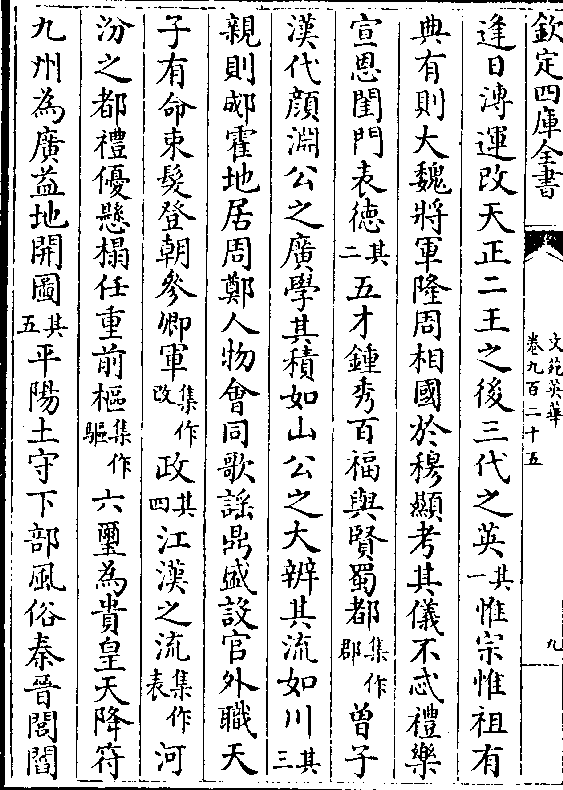 欽定四庫全書
文苑英華
卷九百二十五
九
逢日溥運改天正二王之後三代之英其一惟宗惟祖有
典有則大魏將軍隆周相國於穆顯考其儀不忒禮樂
宣恩閨門表德其二五才鍾秀百福與賢蜀都集作郡曾子
漢代顔淵公之廣學其積如山公之大辨其流如川其三
親則郕霍地居周鄭人物會同歌謡鼎盛設官外職天
子有命束髮登朝參卿軍集作改政其四江漢之流集作表河
汾之都禮優懸榻任重前樞集作驅六璽為貴皇天降符
九州為廣益地開圖其五平陽土守下部風俗秦晉閻閻